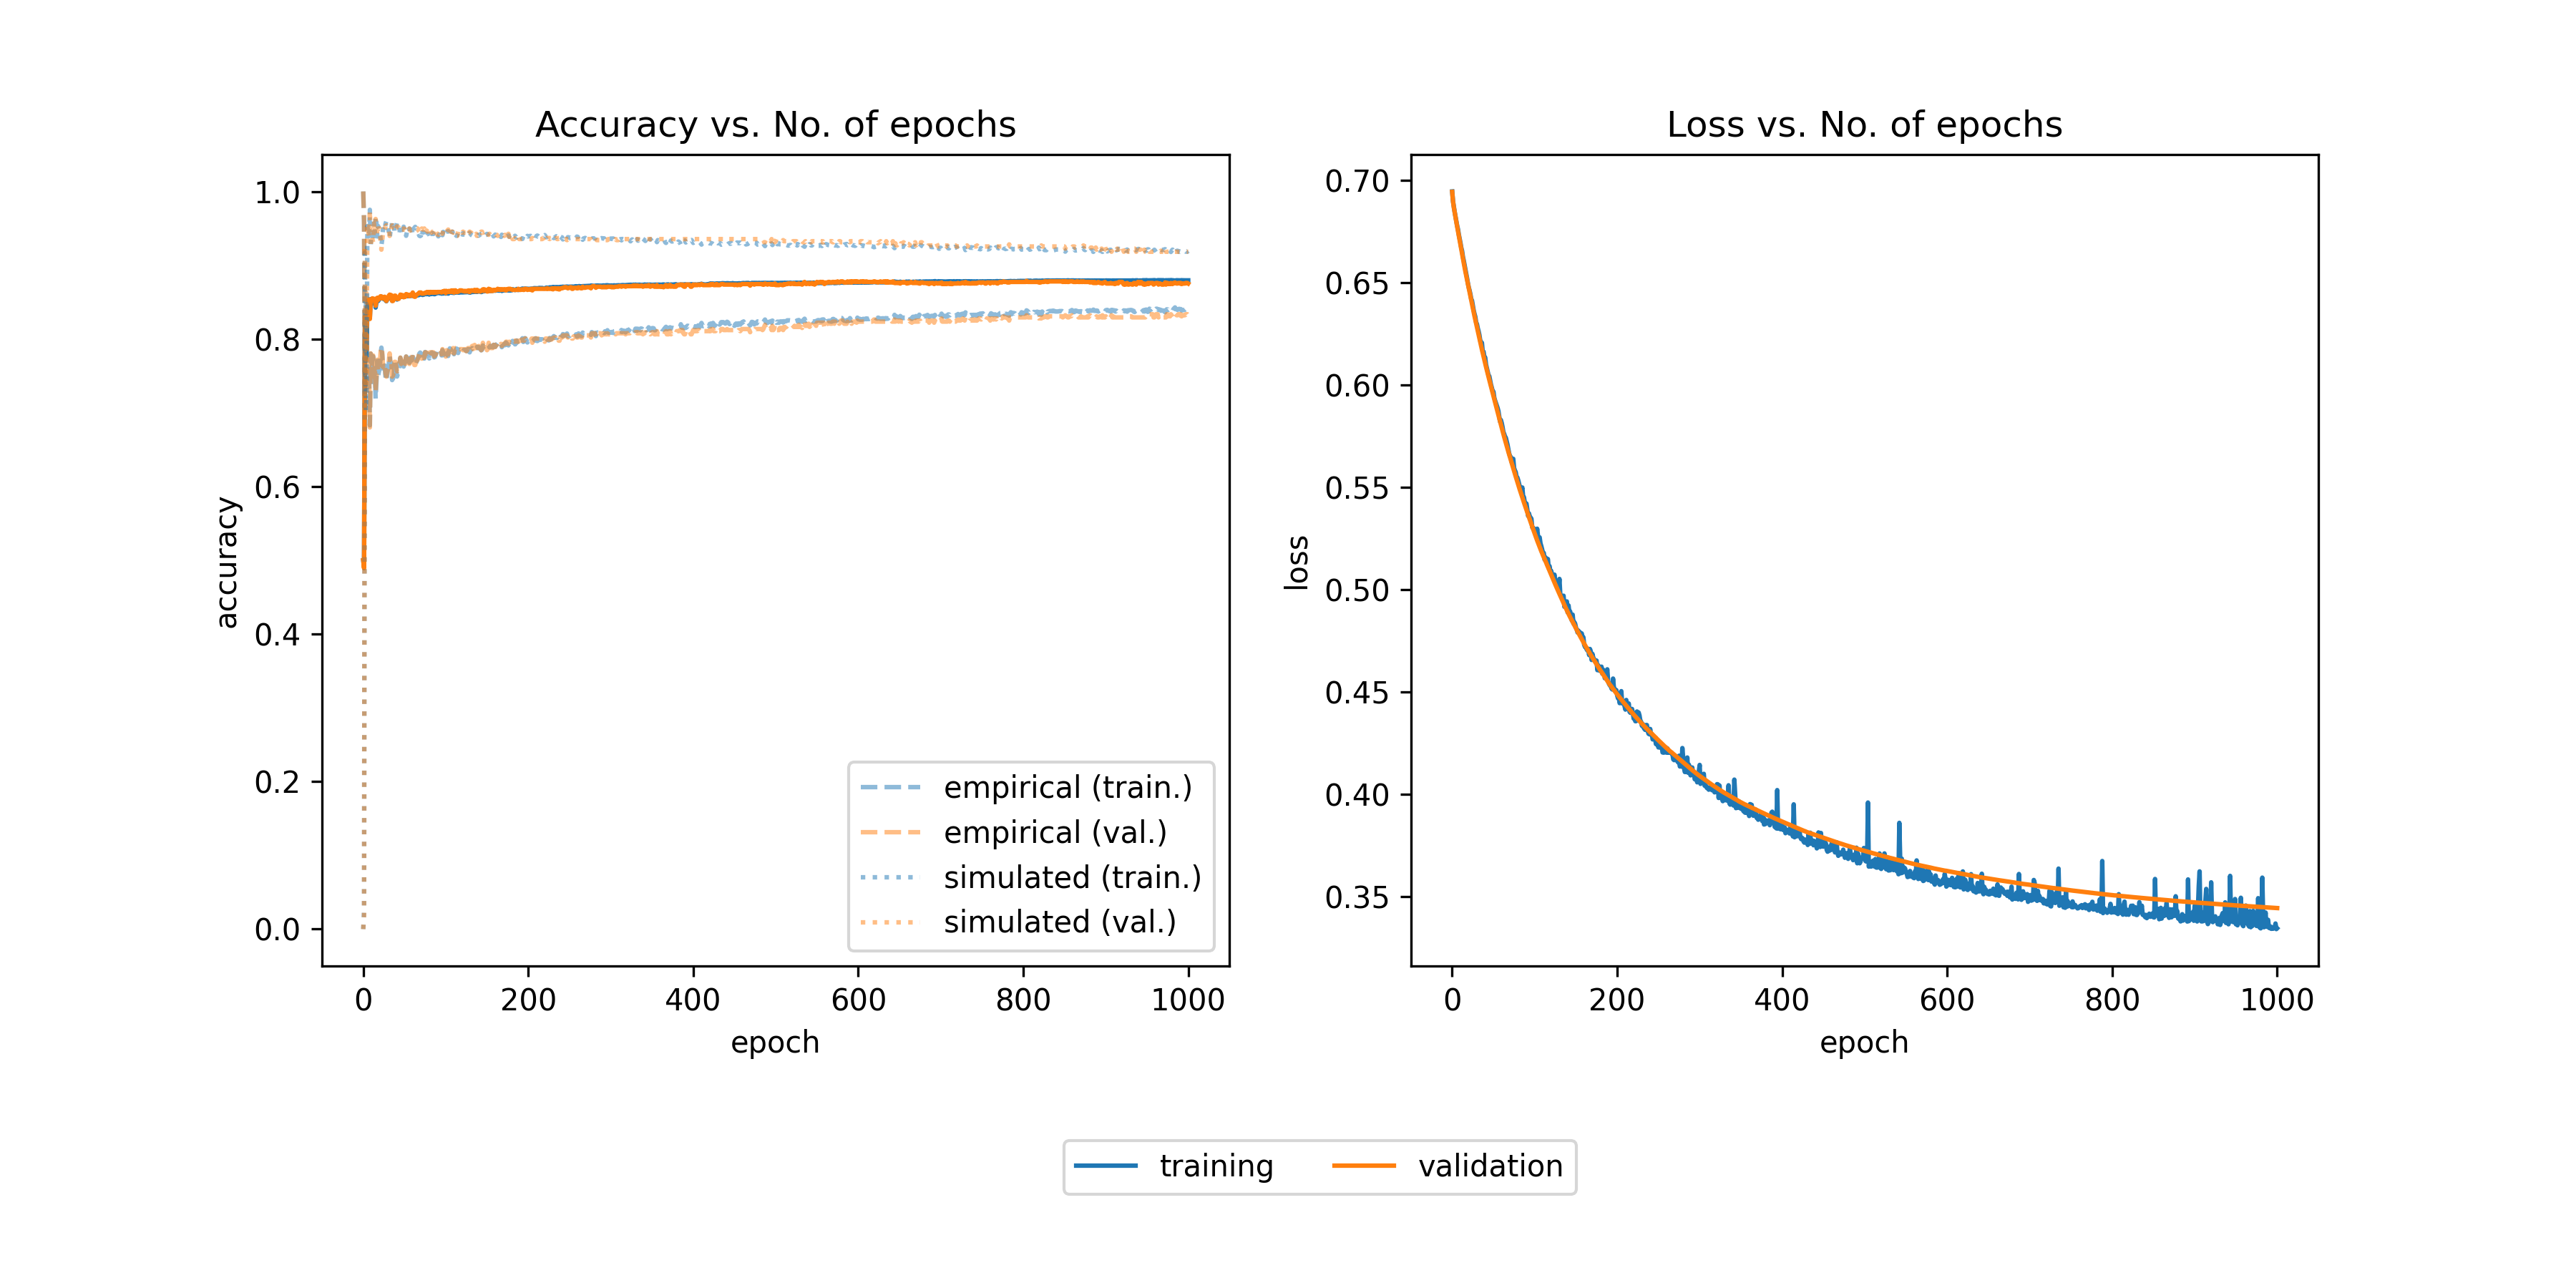 Accuracy vs. No. of epochs
1.0
0.8
0.6
0.4
0.2
0.0
accuracy
empirical (train.)
empirical (val.)
simulated (train.)
simulated (val.)
0 200 400 600 800 1000
epoch
Loss vs. No. of epochs
0.70
0.65
0.60
0.55
0.50
0.45
0.40
0.35
loss
0 200 400 600 800 1000
epoch
training validation